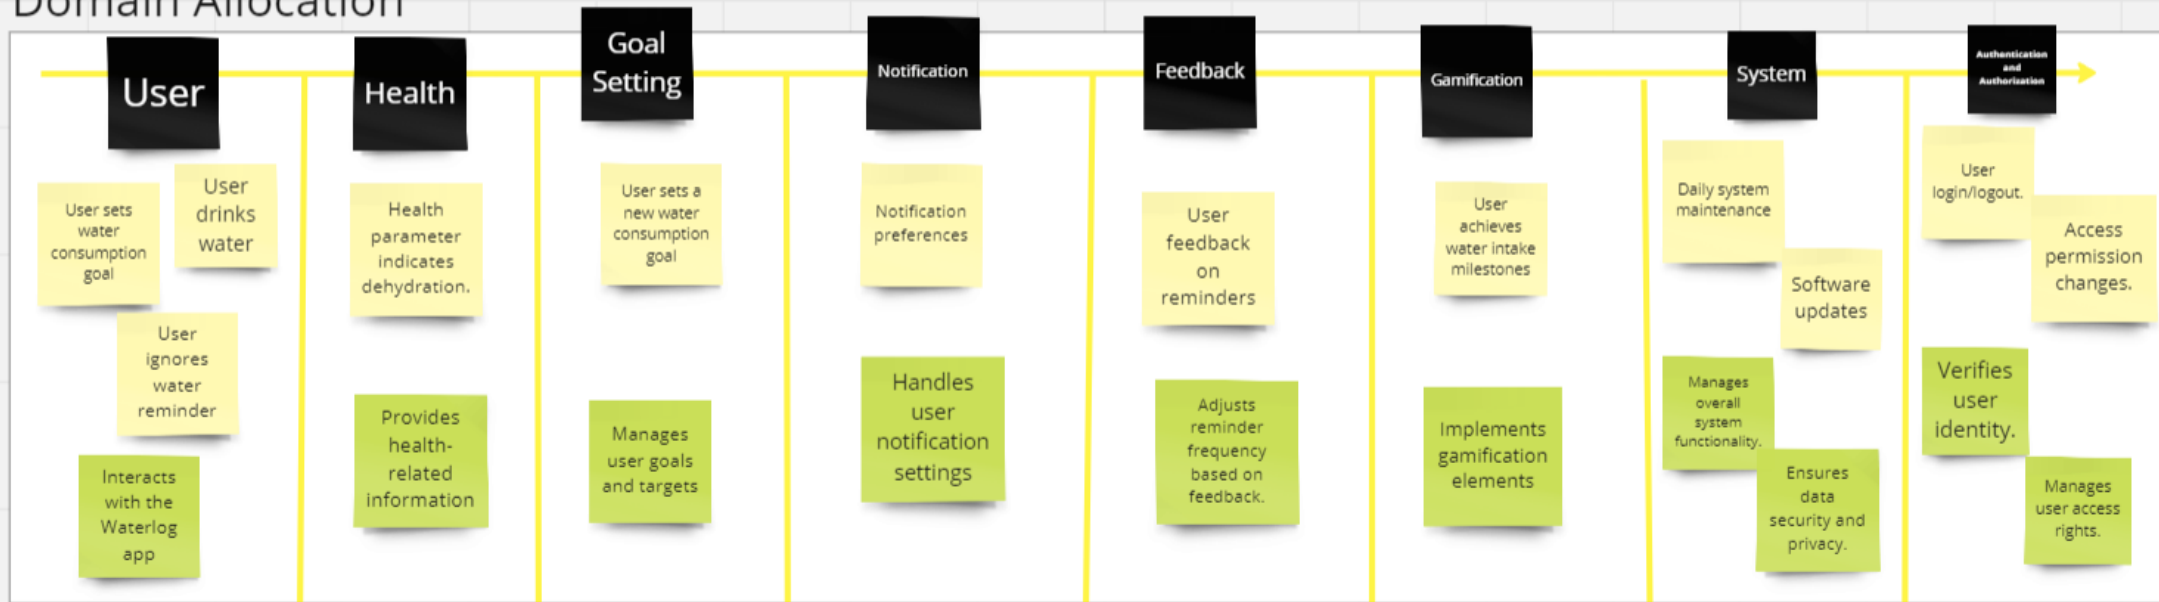 Domain Allocation
User
Health
Goal
Setting
Notification
Feedback
Gamification
System
Authentication
and
Authorization
User sets
water
consumption
goal
User
drinks
water
User
ignores
water
reminder
Interacts
with the
Waterlog
app
Health
parameter
indicates
dehydration.
Provides
health-
related
information
User sets a
new water
consumption
goal
Manages
user goals
and targets
Notification
preferences
Handles
user
notification
settings
User
feedback
on
reminders
Adjusts
reminder
frequency
based on
feedback.
User
achieves
water intake
milestones
Implements
gamification
elements
Daily system
maintenance
Software
updates
Manages
overall
system
functionality.
Ensures
data
security and
privacy.
User
login/logout.
Access
permission
changes.
Verifies
user
identity.
Manages
user access
rights.